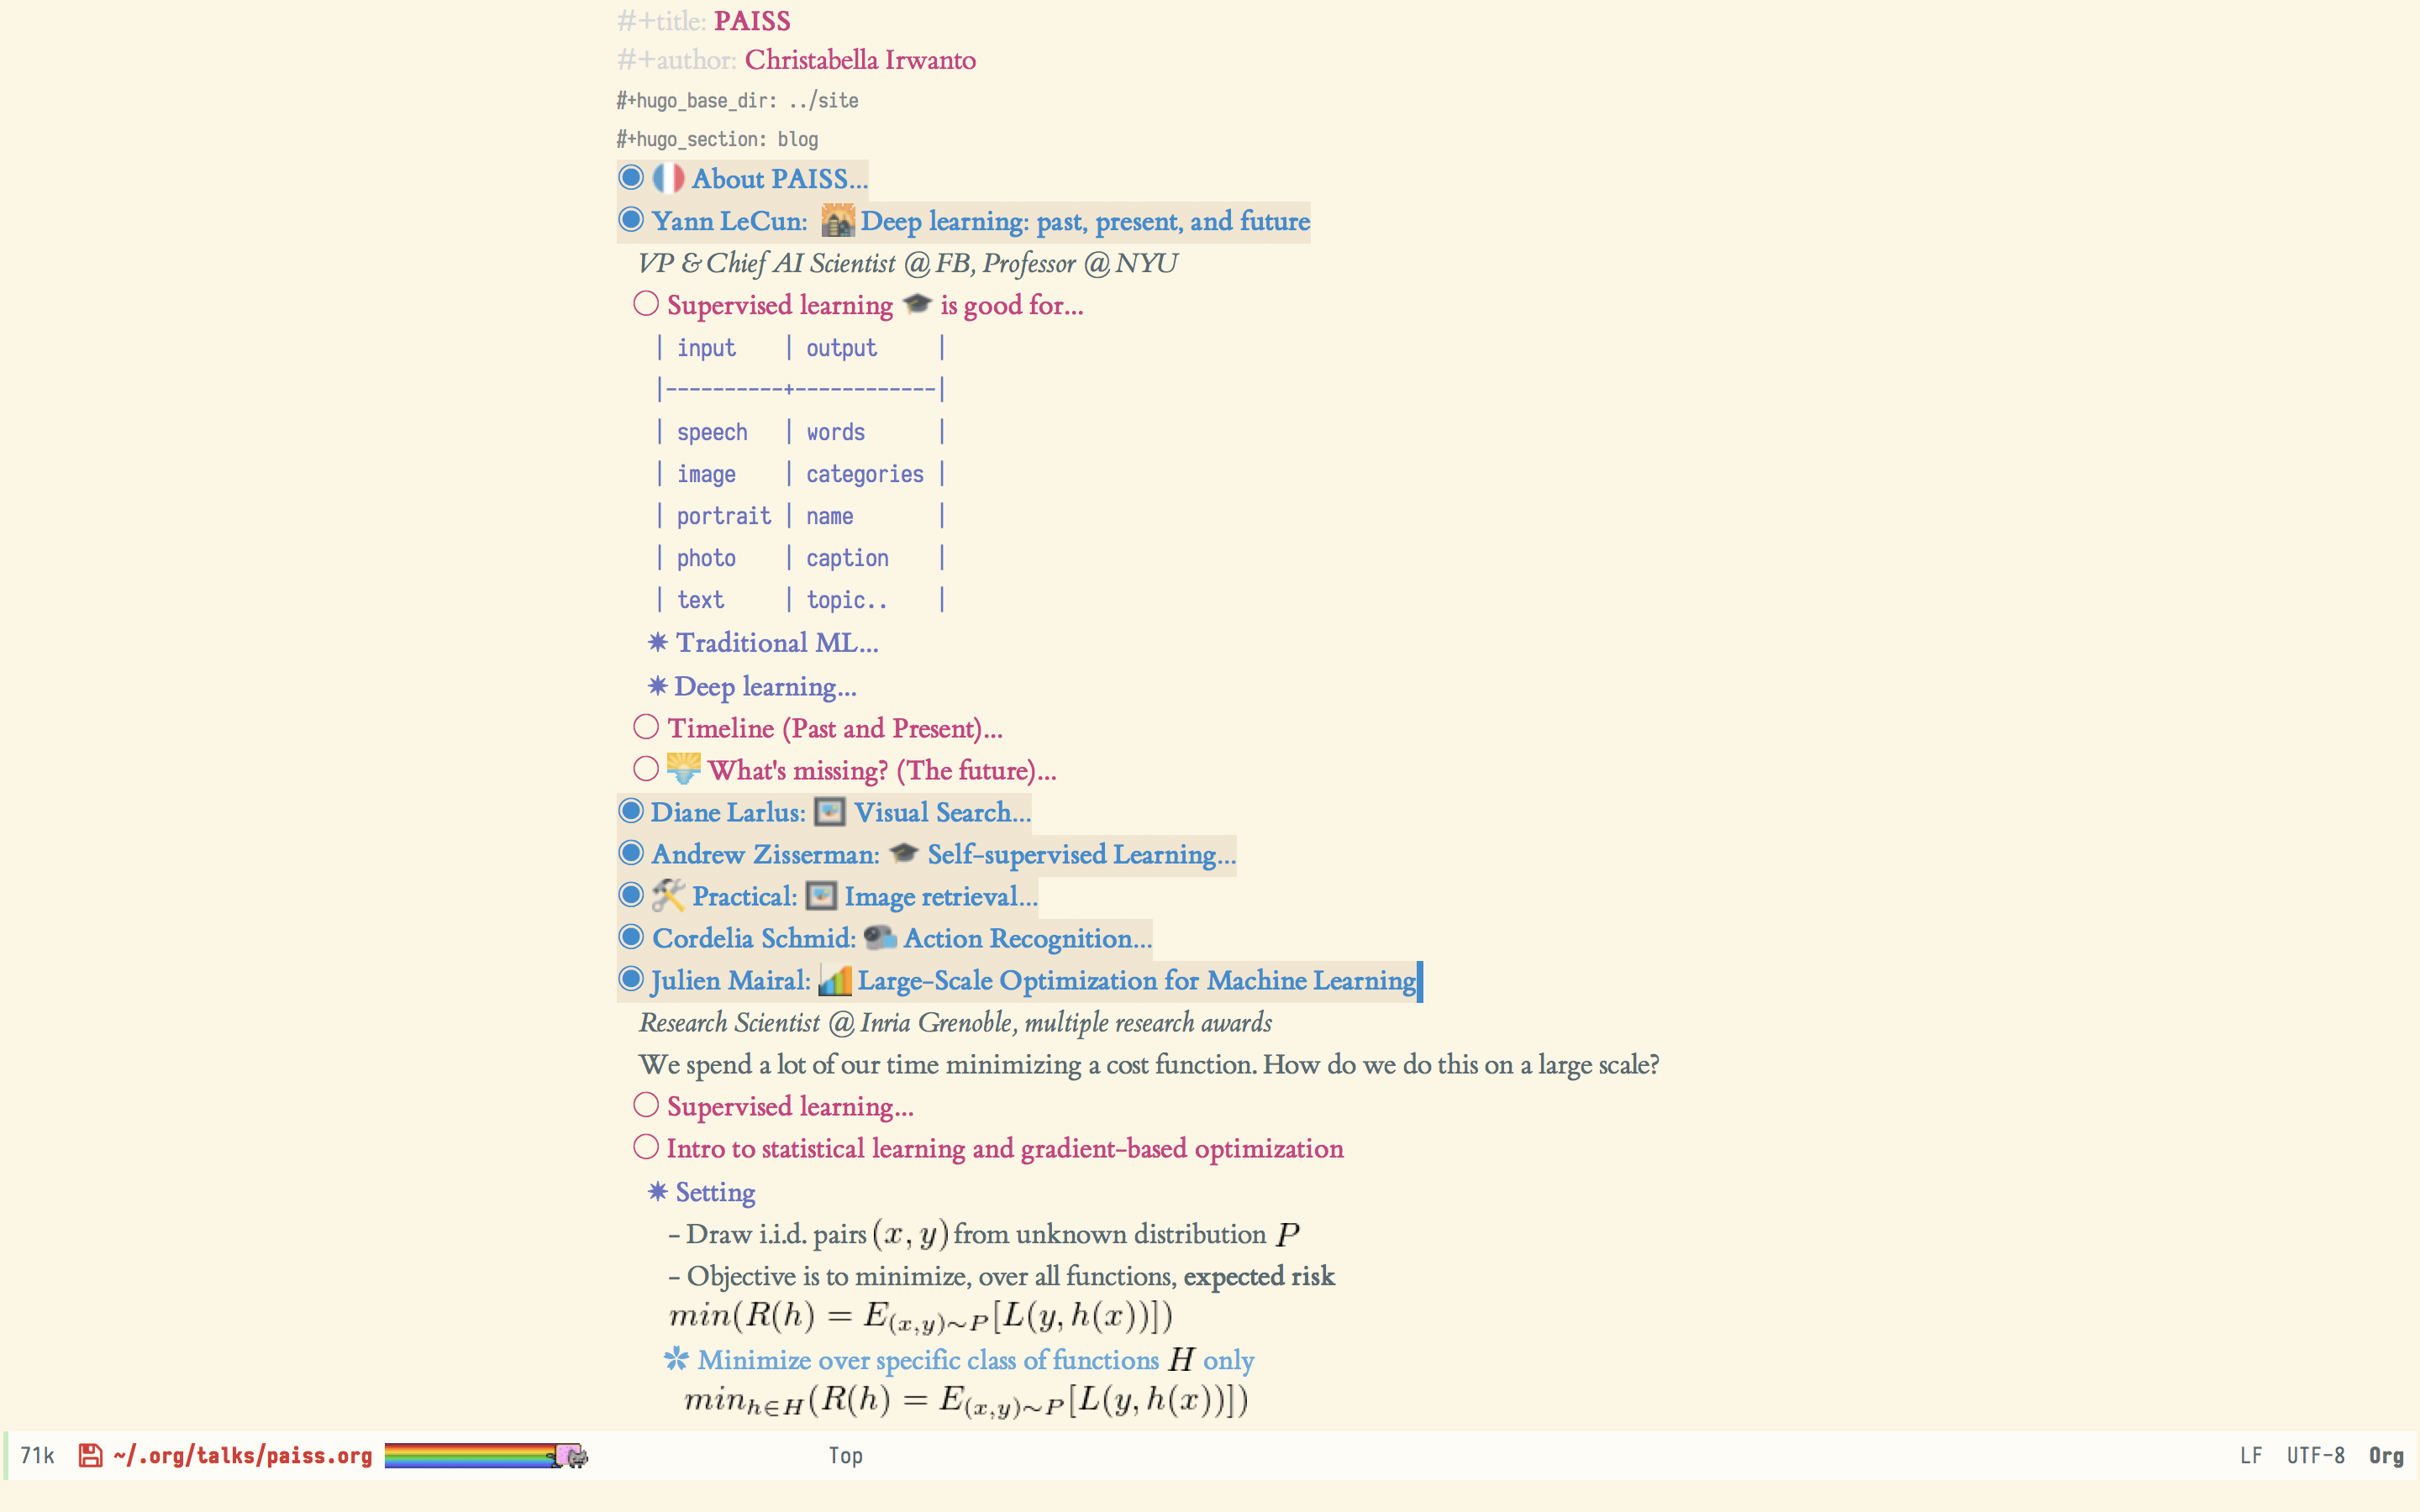 #+title: PAISS
#+author: Christabella Irwanto
#+hugo_base_dir: ../site
#+hugo_section: blog
◉ 🇫🇷 About PAISS...
◉ Yann LeCun: 🌇 Deep learning: past, present, and future
VP & Chief AI Scientist @ FB, Professor @ NYU
○ Supervised learning 🎓 is good for...
| input | output |
|----------+------------|
| speech | words |
| image | categories |
| portrait | name |
| photo | caption |
| text | topic.. |
✷ Traditional ML...
✷ Deep learning...
○ Timeline (Past and Present)...
○ 🌅 What's missing? (The future)...
◉ Diane Larlus: 🖼 Visual Search...
◉ Andrew Zisserman: 🎓 Self-supervised Learning...
◉ 🛠 Practical: 🖼 Image retrieval...
◉ Cordelia Schmid: 📹 Action Recognition...
◉ Julien Mairal: 📶 Large-Scale Optimization for Machine Learning
Research Scientist @ Inria Grenoble, multiple research awards
We spend a lot of our time minimizing a cost function. How do we do this on a large scale?
○ Supervised learning...
○ Intro to statistical learning and gradient-based optimization
✷ Setting
- Draw i.i.d. pairs (x, y) from unknown distribution P
- Objective is to minimize, over all functions, expected risk
min(R(h) = E_{(x,y)∼P}[L(y, h(x))])
✿ Minimize over specific class of functions H only
min_{h∈H}(R(h) = E_{(x,y)∼P}[L(y, h(x))])
71k ~/.org/talks/paiss.org Top LF UTF-8 Org